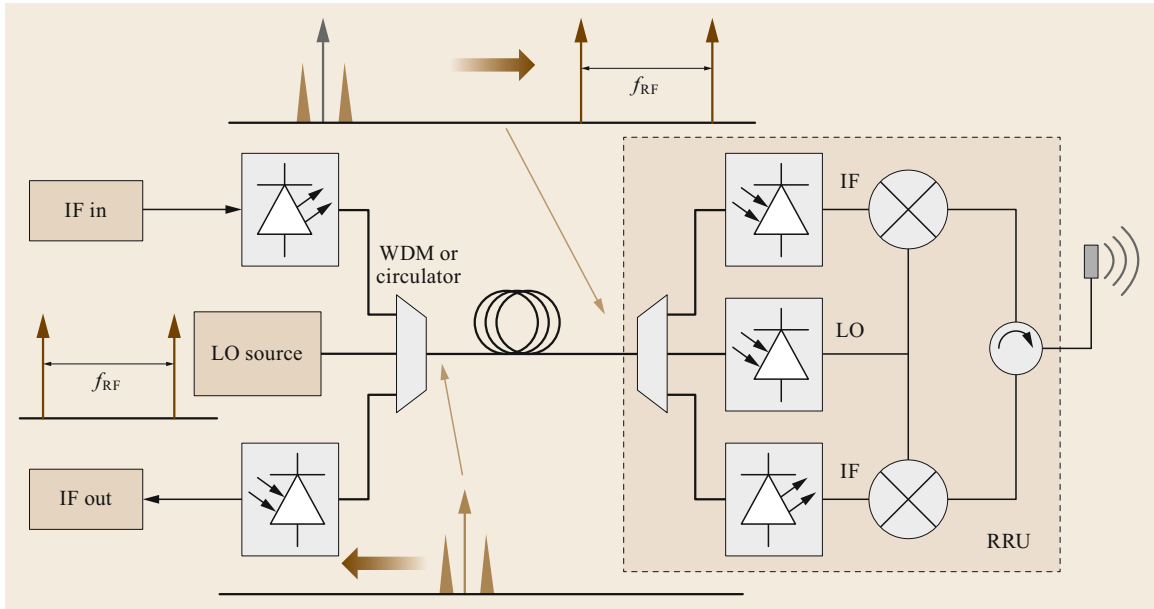 f_RF
IF in
IF
WDM or
circulator
LO source
LO
f_RF
IF out
IF
RRU